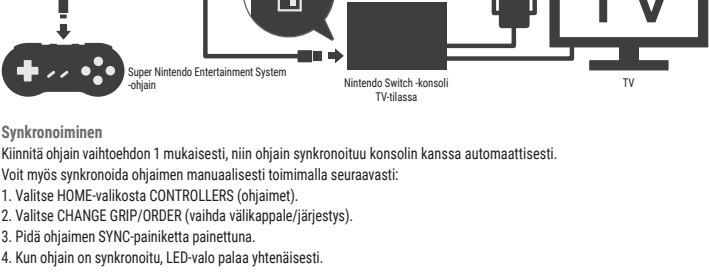 TV
Super Nintendo Entertainment System
-ohjain
Nintendo Switch -konsoli
TV-tilassa
TV
Synkronoiminen
Kiinnitä ohjain vaihtoehdon 1 mukaisesti, niin ohjain synkronoituu konsolin kanssa automaattisesti.
Voit myös synkronoida ohjaimen manuaalisesti toimimalla seuraavasti:
1. Valitse HOME-valikosta CONTROLLERS (ohjaimet).
2. Valitse CHANGE GRIP/ORDER (vaihda välikappale/järjestys).
3. Pidä ohjaimen SYNC-painiketta painettuna.
4. Kun ohjain on synkronoitu, LED-valo palaa yhtenäisesti.